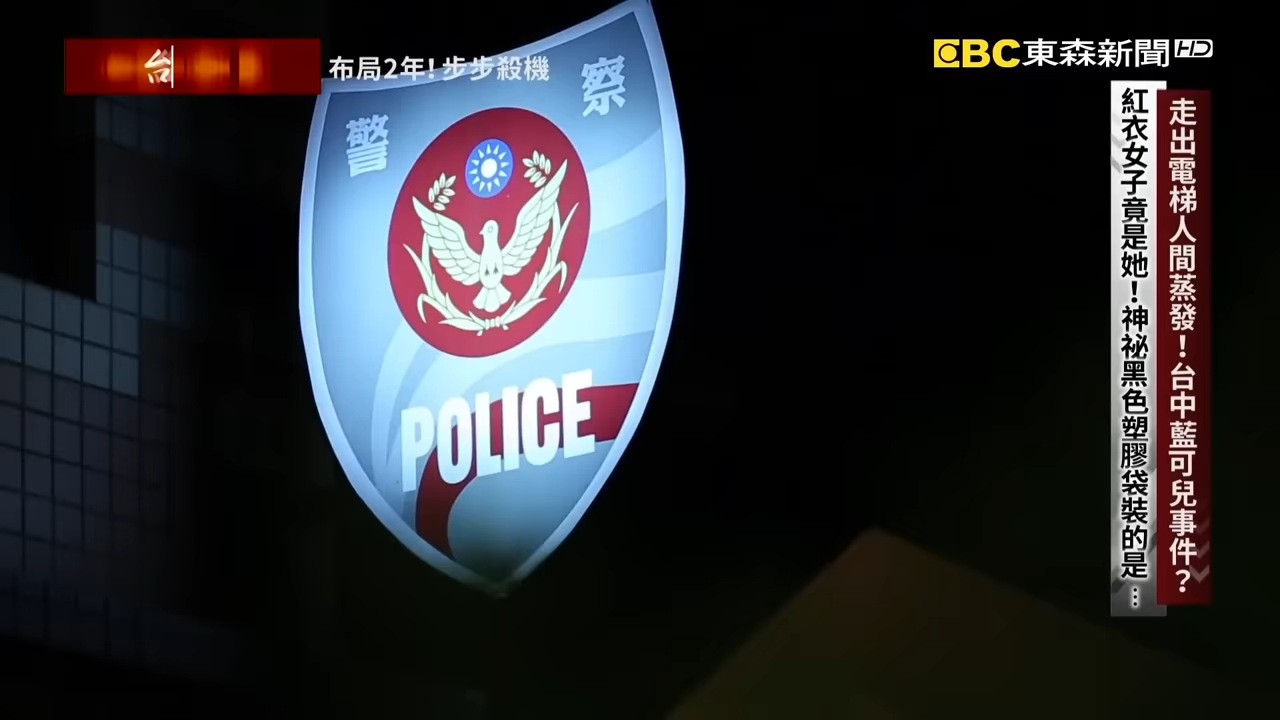 台
布局2年!步步殺機
EBC東森新聞HD
警察
POLICE
走出電梯人間蒸發!台中藍可兒事件?
紅衣女子竟是她!神祕黑色塑膠袋裝的是…